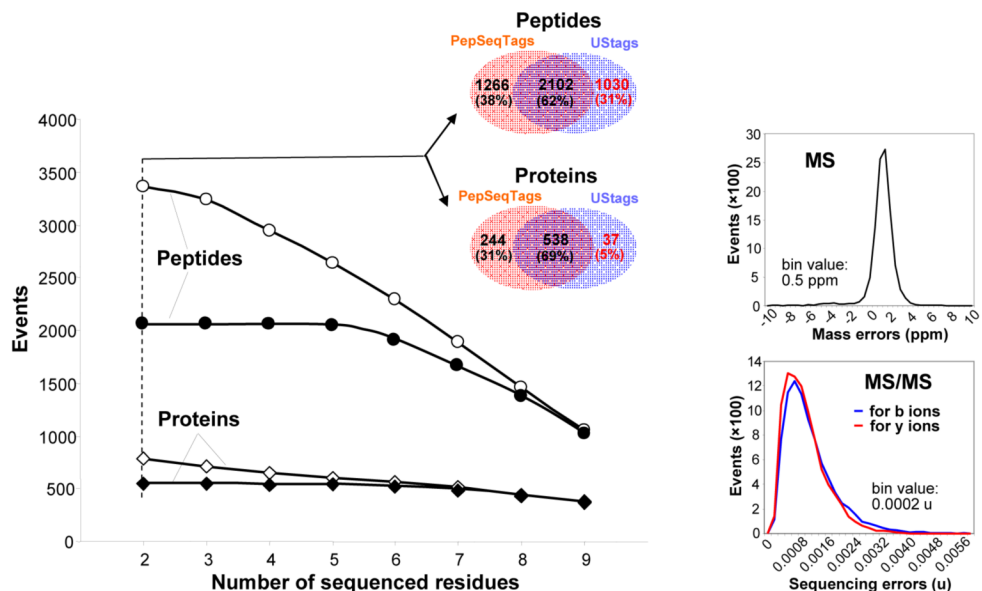 Peptides
PepSeqTags UStags
1266 2102 1030
(38%) (62%) (31%)
Proteins
PepSeqTags UStags
244 538 37
(31%) (69%) (5%)
4000
3500
3000
2500
2000
1500
1000
500
0
Events
Peptides
Proteins
2 3 4 5 6 7 8 9
Number of sequenced residues
30
25
20
15
10
5
0
Events (×100)
MS
bin value:
0.5 ppm
-10 -8 -6 -4 -2 0 2 4 6 8 10
Mass errors (ppm)
14
12
10
8
6
4
2
0
Events (×100)
MS/MS
for b ions
for y ions
bin value:
0.0002 u
0 0.0008 0.0016 0.0024 0.0032 0.0040 0.0048 0.0056
Sequencing errors (u)